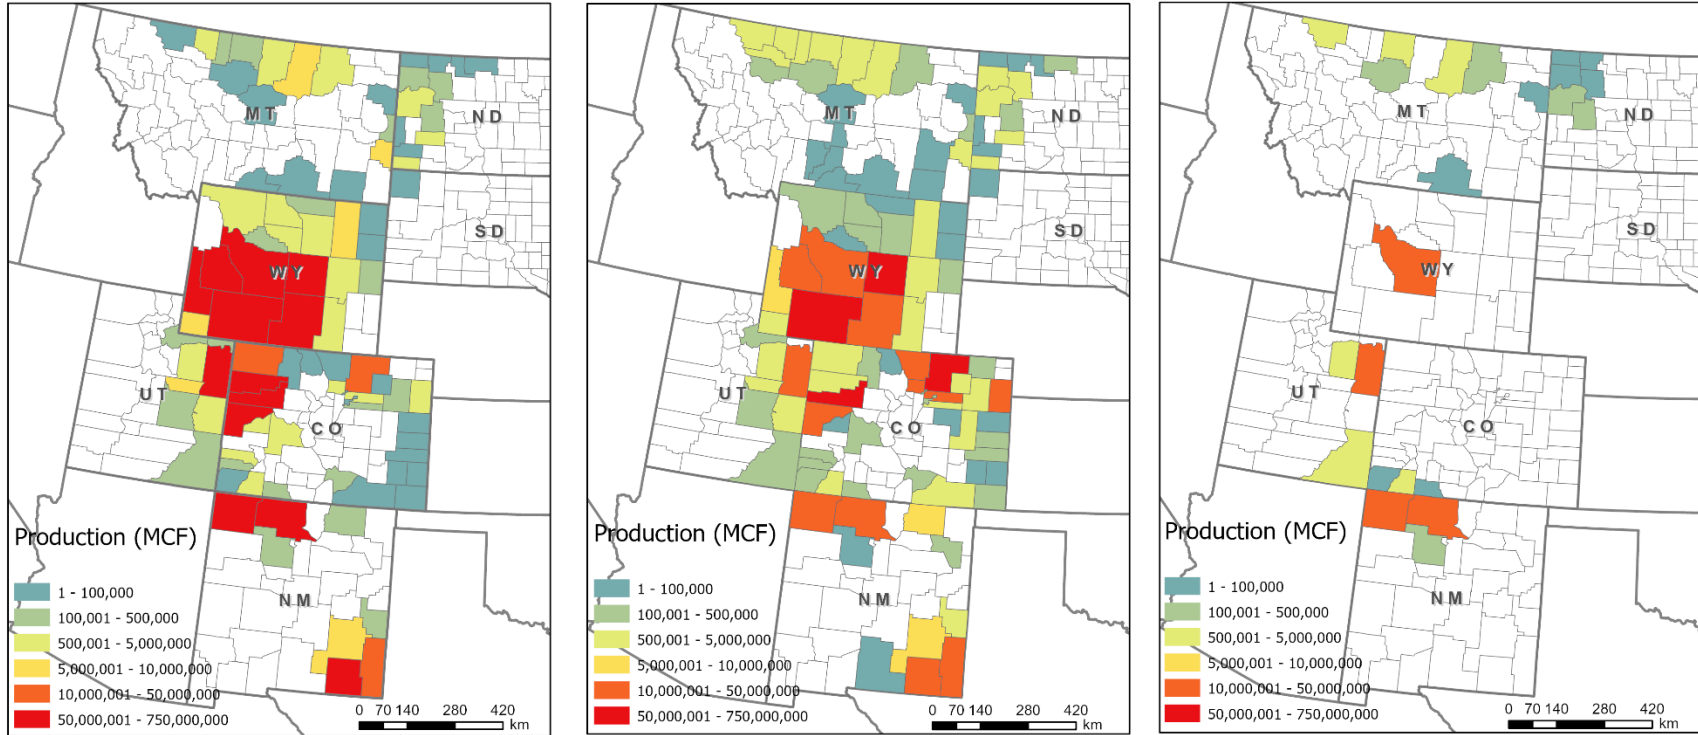 MT
ND
SD
WY
UT
CO
NM
Production (MCF)
1 - 100,000
100,001 - 500,000
500,001 - 5,000,000
5,000,001 - 10,000,000
10,000,001 - 50,000,000
50,000,001 - 750,000,000
0 70 140 280 420
km
MT
ND
SD
WY
UT
CO
NM
Production (MCF)
1 - 100,000
100,001 - 500,000
500,001 - 5,000,000
5,000,001 - 10,000,000
10,000,001 - 50,000,000
50,000,001 - 750,000,000
0 70 140 280 420
km
MT
ND
SD
WY
UT
CO
NM
Production (MCF)
1 - 100,000
100,001 - 500,000
500,001 - 5,000,000
5,000,001 - 10,000,000
10,000,001 - 50,000,000
50,000,001 - 750,000,000
0 70 140 280 420
km